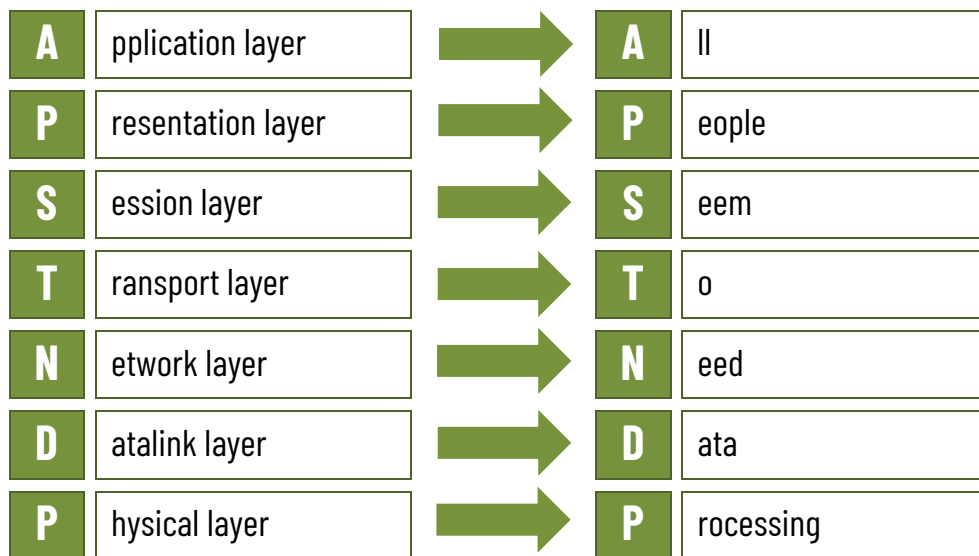 A pplication layer A ll
P resentation layer P eople
S ession layer S eem
T ransport layer T o
N etwork layer N eed
D atalink layer D ata
P hysical layer P rocessing